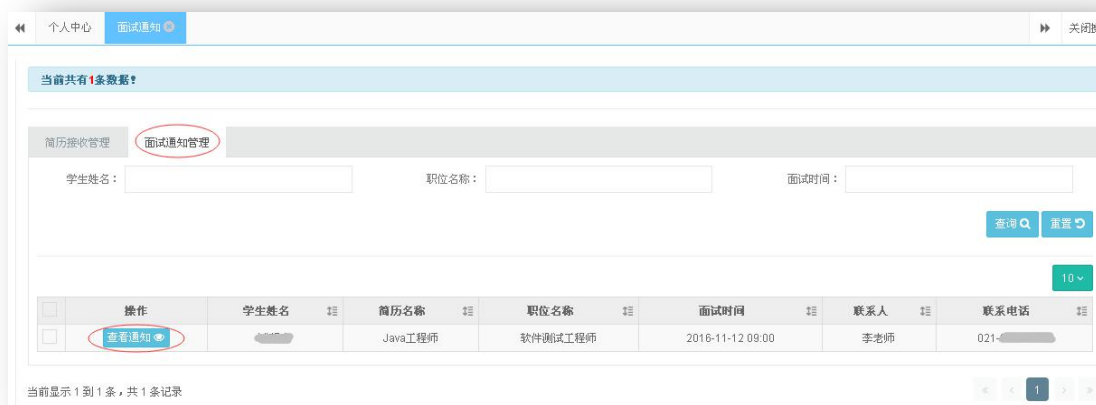 个人中心 面试通知 关闭
当前共有1条数据!
简历接收管理 面试通知管理
学生姓名： 职位名称： 面试时间：
查询 重置
10
操作 学生姓名 简历名称 职位名称 面试时间 联系人 联系电话
查看通知 Java工程师 软件测试工程师 2016-11-12 09:00 李老师 021-
当前显示 1 到 1 条，共 1 条记录 « ‹ 1 › »